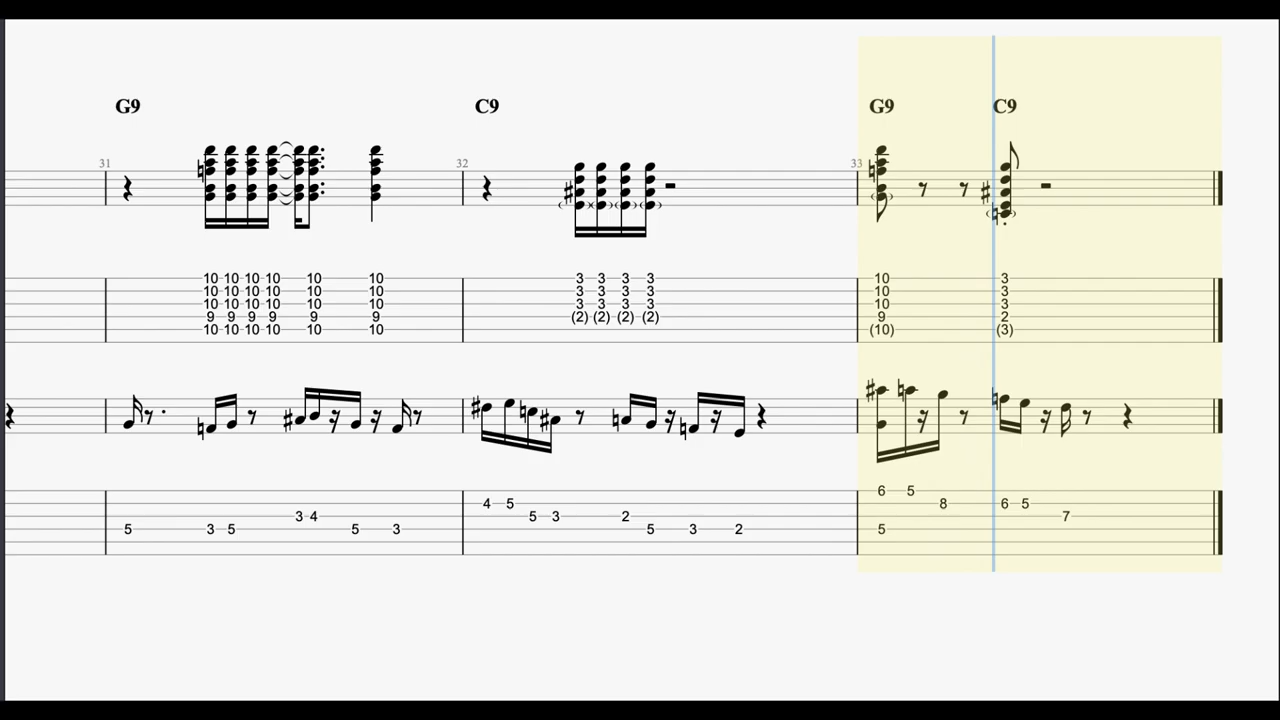 G9 C9 G9 C9
31 32 33
10 10 10 10 10 10 3 3 3 3 10 3
10 10 10 10 10 10 3 3 3 3 10 3
10 10 10 10 10 10 3 3 3 3 10 3
9 9 9 9 9 9 (2) (2) (2) (2) 9 2
10 10 10 10 10 10 (10) (3)
6 5
4 5 8 6 5
3 4 5 3 2 7
5 3 5 5 3 5 3 2 5